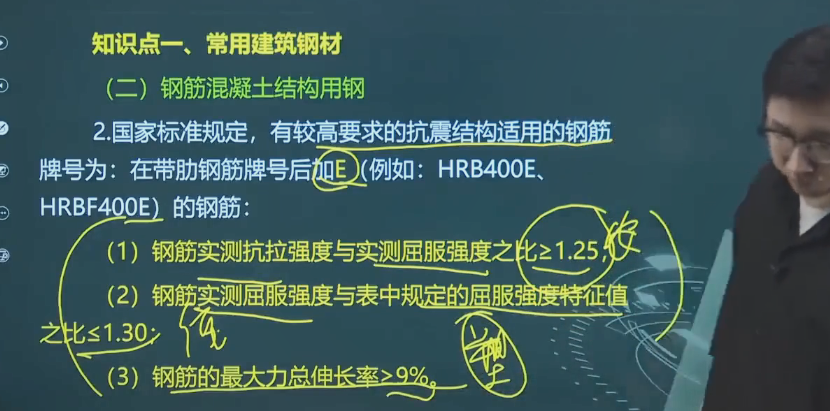 知识点一、常用建筑钢材
（二）钢筋混凝土结构用钢
2.国家标准规定，有较高要求的抗震结构适用的钢筋
牌号为：在带肋钢筋牌号后加E（例如：HRB400E、
HRBF400E）的钢筋：
（1）钢筋实测抗拉强度与实测屈服强度之比≥1.25；
（2）钢筋实测屈服强度与表中规定的屈服强度特征值
之比≤1.30；
（3）钢筋的最大力总伸长率≥9%。